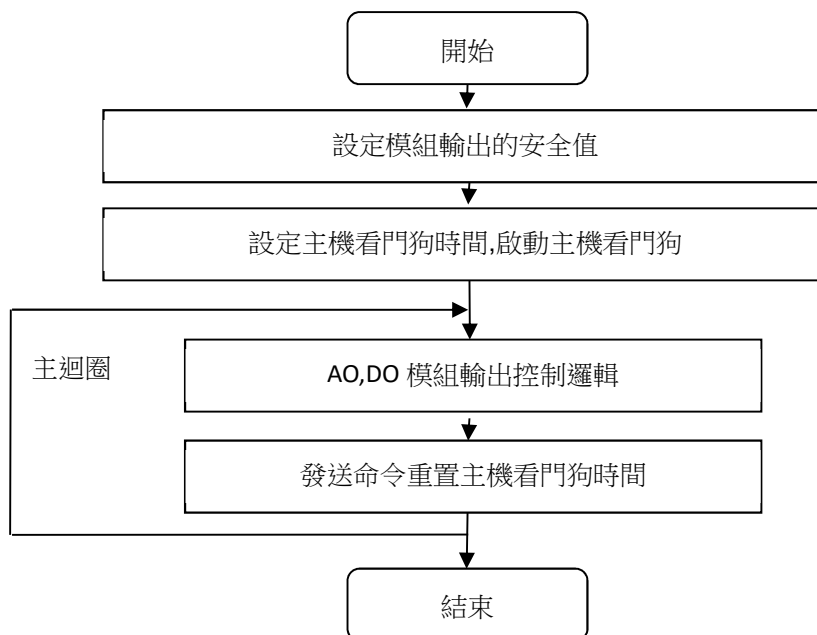 開始
設定模組輸出的安全值
設定主機看門狗時間,啟動主機看門狗
主迴圈
AO,DO 模組輸出控制邏輯
發送命令重置主機看門狗時間
結束